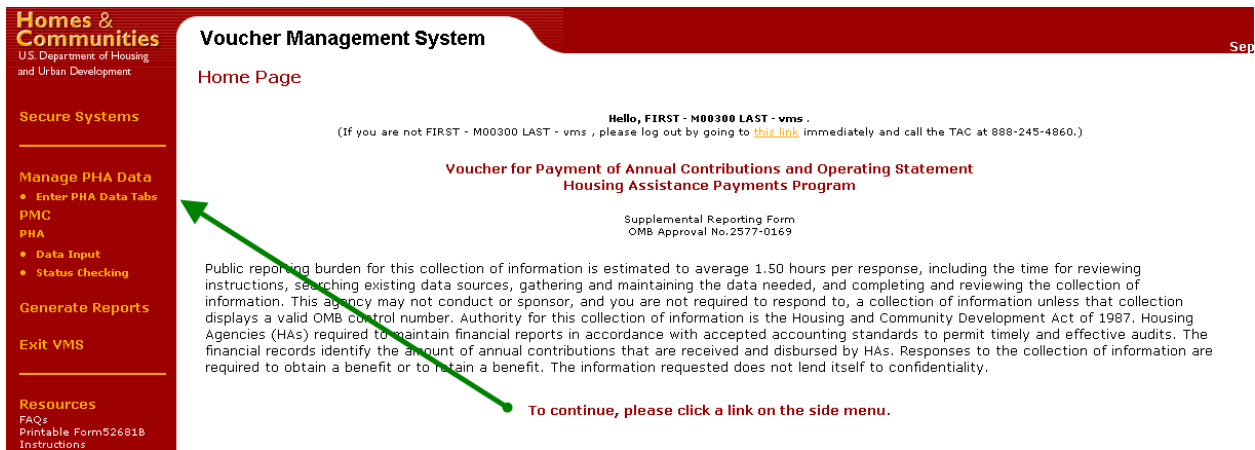 Homes &
Communities
U.S. Department of Housing
and Urban Development
Voucher Management System
Sep
Home Page
Secure Systems
Manage PHA Data
• Enter PHA Data Tabs
PMC
PHA
• Data Input
• Status Checking
Generate Reports
Exit VMS
Resources
FAQs
Printable Form52681B
Instructions
Hello, FIRST - M00300 LAST - vms .
(If you are not FIRST - M00300 LAST - vms , please log out by going to this link immediately and call the TAC at 888-245-4860.)
Voucher for Payment of Annual Contributions and Operating Statement
Housing Assistance Payments Program
Supplemental Reporting Form
OMB Approval No.2577-0169
Public reporting burden for this collection of information is estimated to average 1.50 hours per response, including the time for reviewing
instructions, searching existing data sources, gathering and maintaining the data needed, and completing and reviewing the collection of
information. This agency may not conduct or sponsor, and you are not required to respond to, a collection of information unless that collection
displays a valid OMB control number. Authority for this collection of information is the Housing and Community Development Act of 1987. Housing
Agencies (HAs) required to maintain financial reports in accordance with accepted accounting standards to permit timely and effective audits. The
financial records identify the amount of annual contributions that are received and disbursed by HAs. Responses to the collection of information are
required to obtain a benefit or to retain a benefit. The information requested does not lend itself to confidentiality.
To continue, please click a link on the side menu.